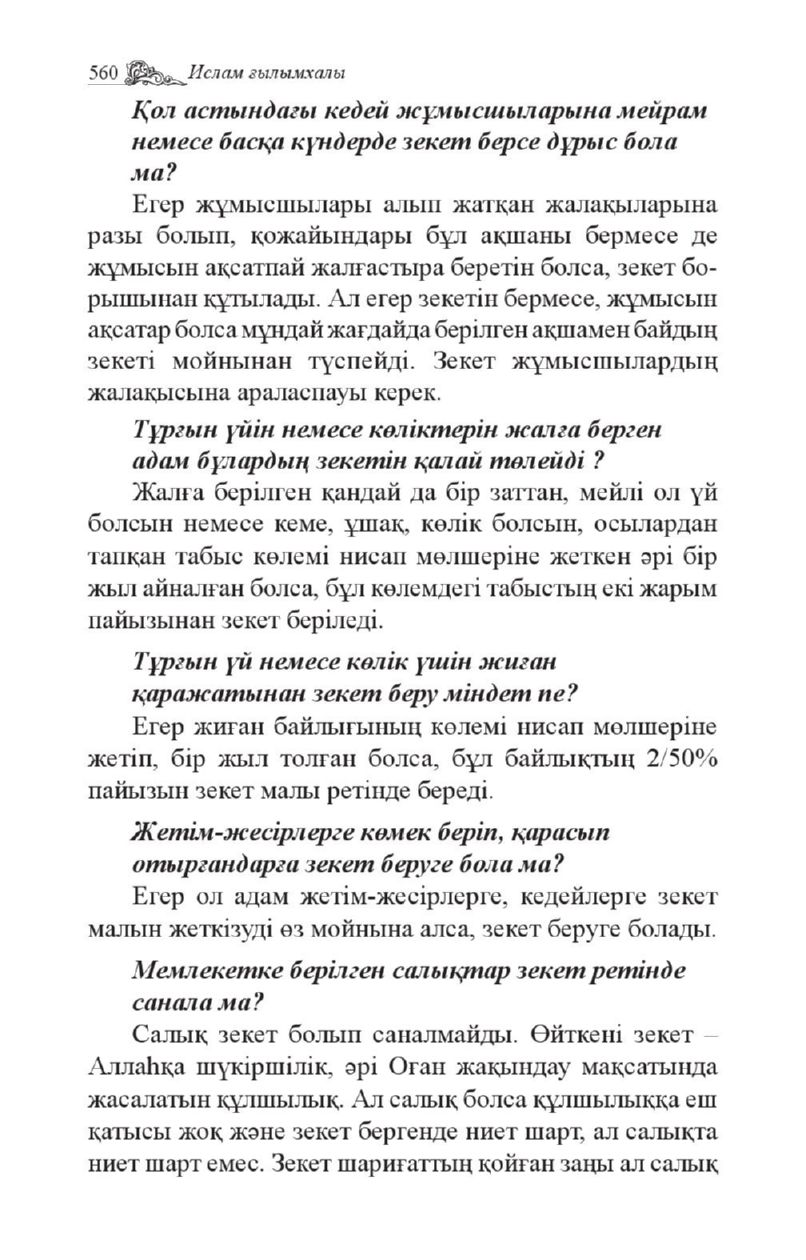 560 Ислам ғылымхалы
Қол астындағы кедей жұмысшыларына мейрам
немесе басқа күндерде зекет берсе дұрыс бола
ма?
Егер жұмысшылары алып жатқан жалақыларына
разы болып, қожайындары бұл ақшаны бермесе де
жұмысын ақсатпай жалғастыра беретін болса, зекет бо-
рышынан құтылады. Ал егер зекетін бермесе, жұмысын
ақсатар болса мұндай жағдайда берілген ақшамен байдың
зекеті мойнынан түспейді. Зекет жұмысшылардың
жалақысына араласпауы керек.
Тұрғын үйін немесе көліктерін жалға берген
адам бұлардың зекетін қалай төлейді ?
Жалға берілген қандай да бір заттан, мейлі ол үй
болсын немесе кеме, ұшақ, көлік болсын, осылардан
тапқан табыс көлемі нисап мөлшеріне жеткен әрі бір
жыл айналған болса, бұл көлемдегі табыстың екі жарым
пайызынан зекет беріледі.
Тұрғын үй немесе көлік үшін жиған
қаражатынан зекет беру міндет пе?
Егер жиған байлығының көлемі нисап мөлшеріне
жетіп, бір жыл толған болса, бұл байлықтың 2/50%
пайызын зекет малы ретінде береді.
Жетім-жесірлерге көмек беріп, қарасып
отырғандарға зекет беруге бола ма?
Егер ол адам жетім-жесірлерге, кедейлерге зекет
малын жеткізуді өз мойнына алса, зекет беруге болады.
Мемлекетке берілген салықтар зекет ретінде
санала ма?
Салық зекет болып саналмайды. Өйткені зекет –
Аллаһқа шүкіршілік, әрі Оған жақындау мақсатында
жасалатын құлшылық. Ал салық болса құлшылыққа еш
қатысы жоқ және зекет бергенде ниет шарт, ал салықта
ниет шарт емес. Зекет шариғаттың қойған заңы ал салық